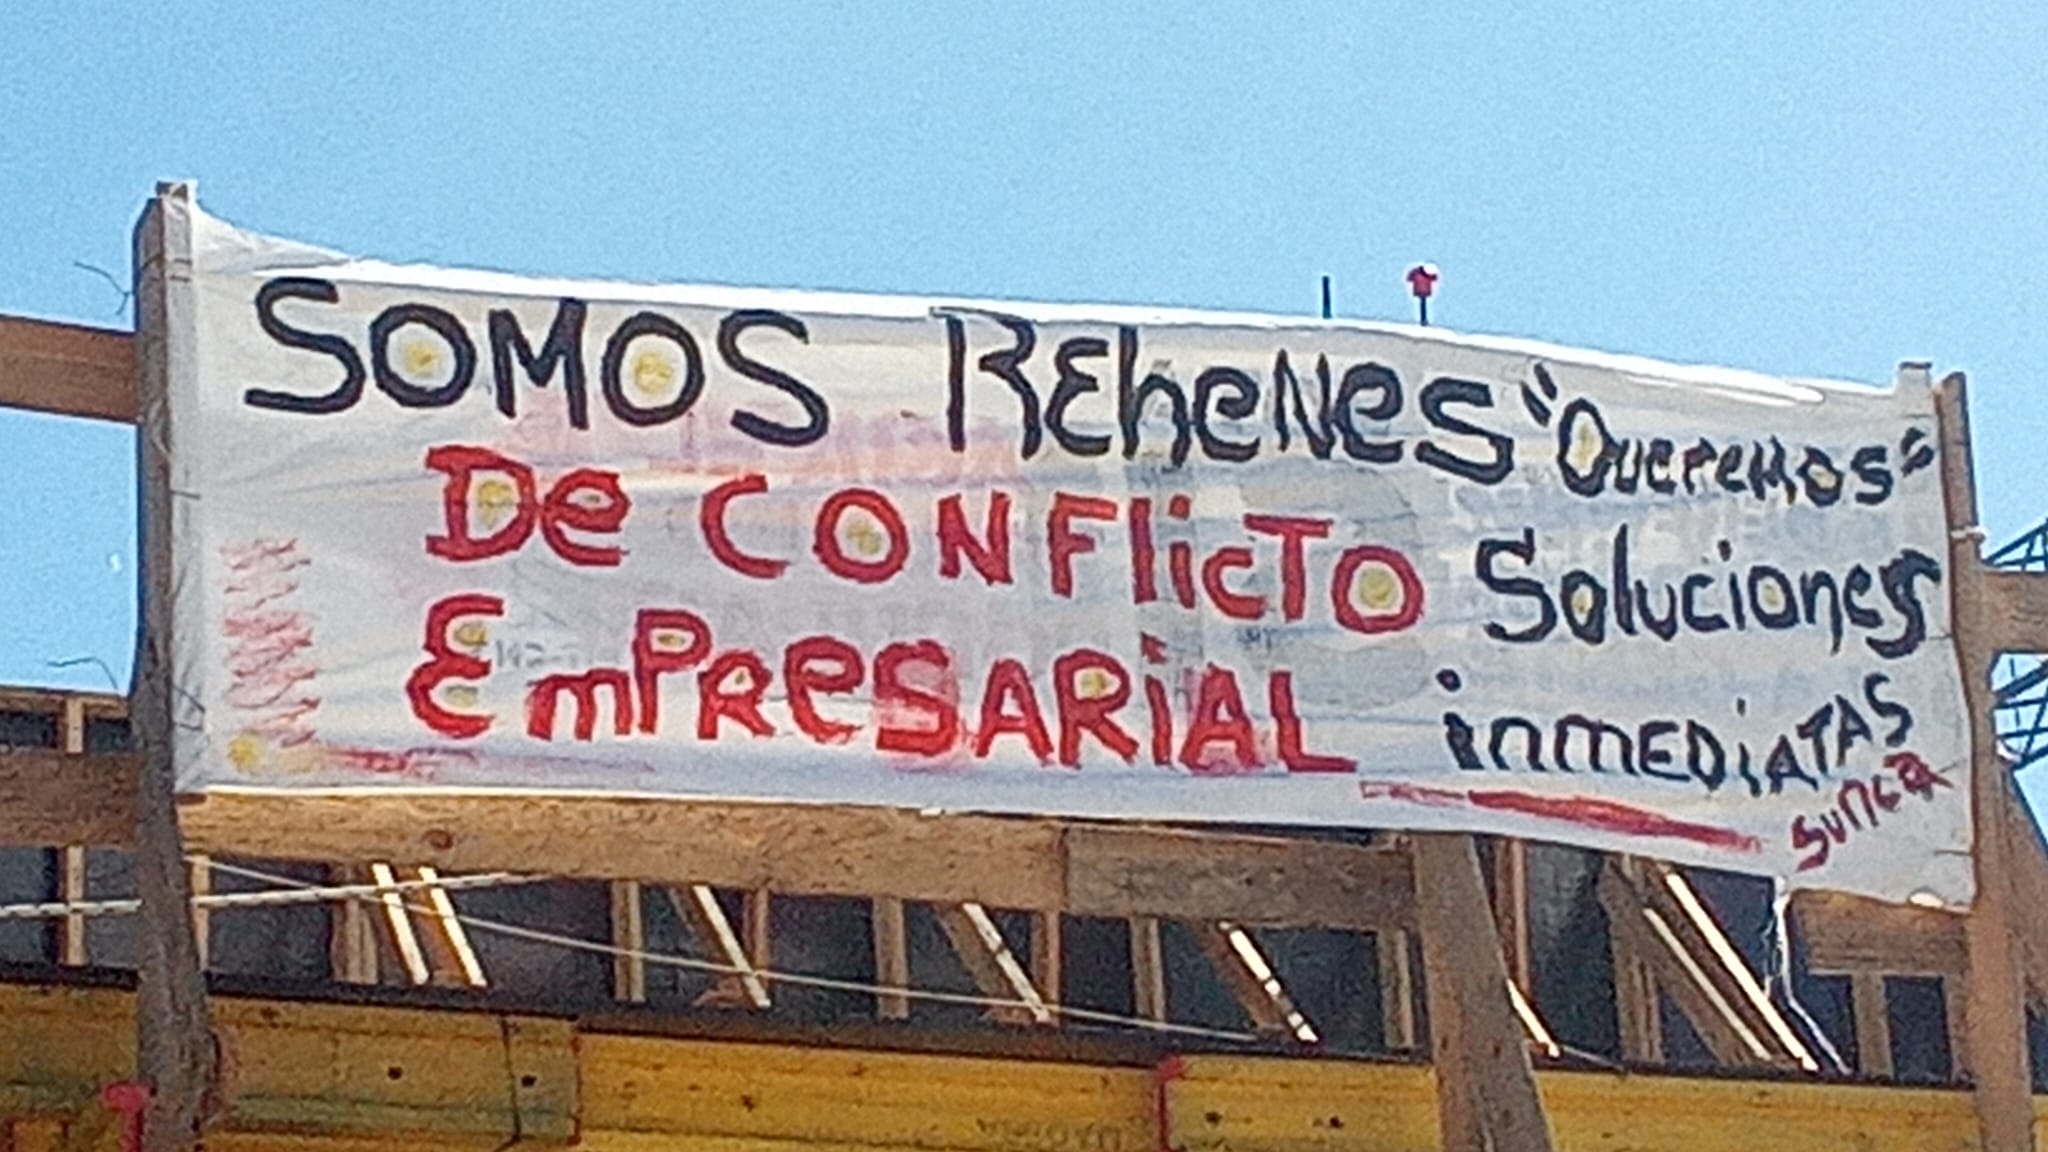 SOMOS REheNES
De CONFlicTO
EmPReSARiAL
"QuereMos"
Soluciones
inmEDiATAS
SUNCA